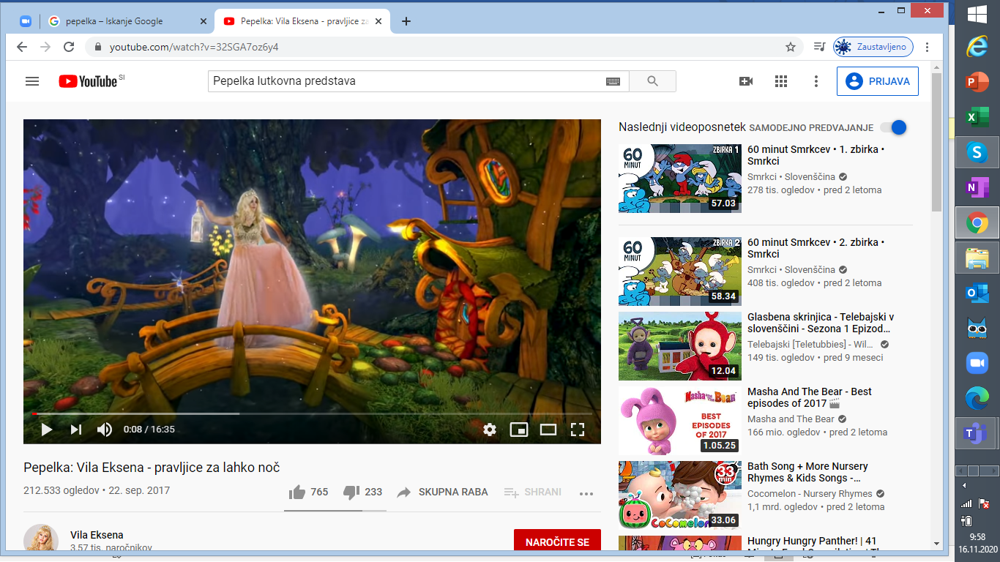 pepelka – Iskanje Google
Pepelka: Vila Eksena - pravljice za
youtube.com/watch?v=32SGA7oz6y4
Zaustavljeno
YouTube SI
Pepelka lutkovna predstava
PRIJAVA
0:08 / 16:35
Pepelka: Vila Eksena - pravljice za lahko noč
212.533 ogledov • 22. sep. 2017
765
233
SKUPNA RABA
SHRANI
Vila Eksena
3,57 tis. naročnikov
NAROČITE SE
Naslednji videoposnetek
SAMODEJNO PREDVAJANJE
60
MINUT
ZBIRKA 1
57.03
60 minut Smrkcev • 1. zbirka •
Smrkci
Smrkci • Slovenščina
278 tis. ogledov • pred 2 letoma
60
MINUT
ZBIRKA 2
58.34
60 minut Smrkcev • 2. zbirka •
Smrkci
Smrkci • Slovenščina
408 tis. ogledov • pred 2 letoma
12.04
Glasbena skrinjica - Telebajski v
slovenščini - Sezona 1 Epizod...
Telebajski [Teletubbies] - Wil...
149 tis. ogledov • pred 9 meseci
Masha and The Bear
BEST
EPISODES
OF 2017
1.05.25
Masha And The Bear - Best
episodes of 2017
Masha and The Bear
166 mio. ogledov • pred 2 letoma
33
min
CoComelon
33.06
Bath Song + More Nursery
Rhymes & Kids Songs -...
Cocomelon - Nursery Rhymes
1,1 mrd. ogledov • pred 2 letoma
Hungry Hungry Panther! | 41
9:58
16.11.2020